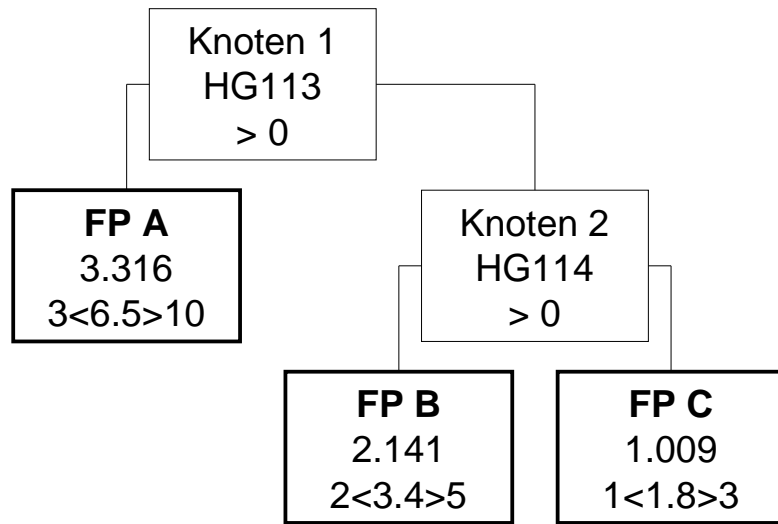 Knoten 1
HG113
> 0
FP A
3.316
3<6.5>10
Knoten 2
HG114
> 0
FP B
2.141
2<3.4>5
FP C
1.009
1<1.8>3